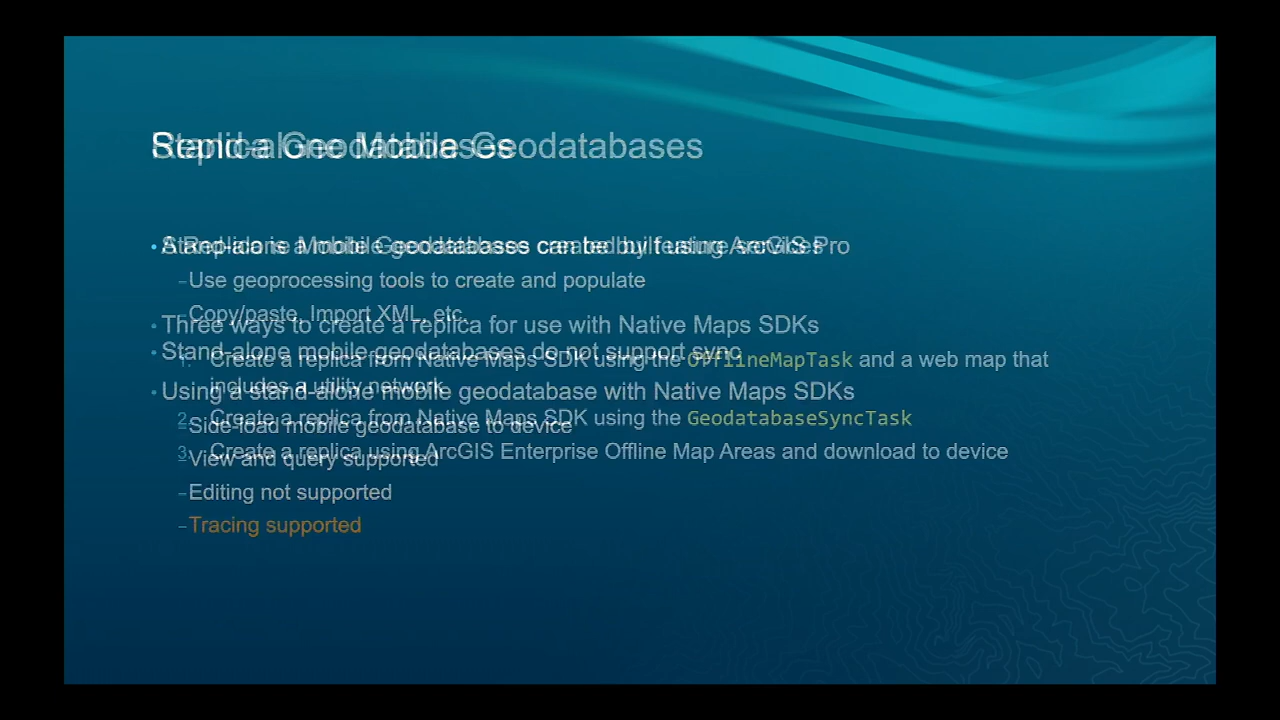 Stand-alone Mobile Geodatabases
Replica Geodatabases
Stand-alone Mobile Geodatabases can be built using ArcGIS Pro
A Replica is a mobile geodatabase created by feature services
–Use geoprocessing tools to create and populate
–Copy/paste, Import XML, etc.
Three ways to create a replica for use with Native Maps SDKs
Stand-alone mobile geodatabases do not support sync
1. Create a replica from Native Maps SDK using the OfflineMapTask and a web map that
includes a utility network
Using a stand-alone mobile geodatabase with Native Maps SDKs
2. Create a replica from Native Maps SDK using the GeodatabaseSyncTask
–Side-load mobile geodatabase to device
3. Create a replica using ArcGIS Enterprise Offline Map Areas and download to device
–View and query supported
–Editing not supported
–Tracing supported